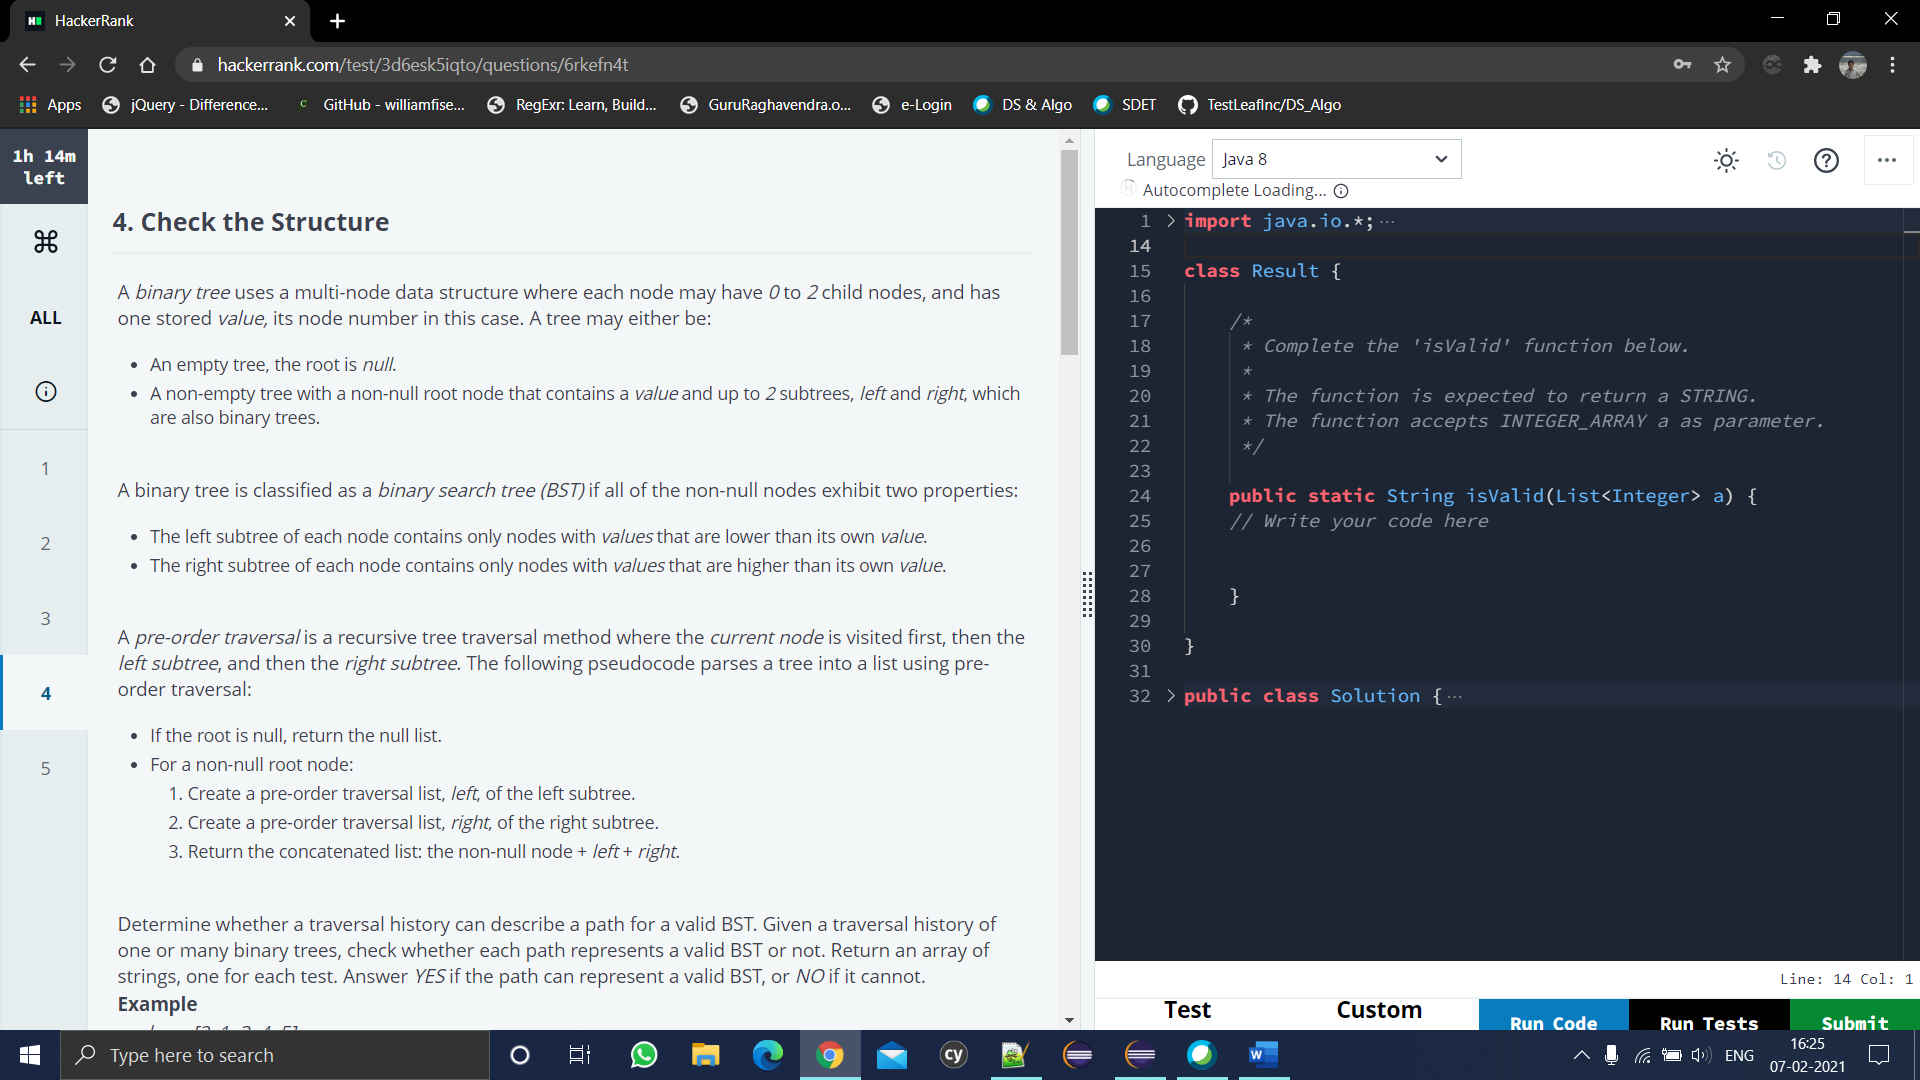 HackerRank
hackerrank.com/test/3d6esk5iqto/questions/6rkefn4t
Apps
jQuery - Difference...
GitHub - williamfise...
RegExr: Learn, Build...
GuruRaghavendra.o...
e-Login
DS & Algo
SDET
TestLeafInc/DS_Algo
1h 14m
left
ALL
1
2
3
4
5
4. Check the Structure
A binary tree uses a multi-node data structure where each node may have 0 to 2 child nodes, and has
one stored value, its node number in this case. A tree may either be:
• An empty tree, the root is null.
• A non-empty tree with a non-null root node that contains a value and up to 2 subtrees, left and right, which
are also binary trees.
A binary tree is classified as a binary search tree (BST) if all of the non-null nodes exhibit two properties:
• The left subtree of each node contains only nodes with values that are lower than its own value.
• The right subtree of each node contains only nodes with values that are higher than its own value.
A pre-order traversal is a recursive tree traversal method where the current node is visited first, then the
left subtree, and then the right subtree. The following pseudocode parses a tree into a list using pre-
order traversal:
• If the root is null, return the null list.
• For a non-null root node:
1. Create a pre-order traversal list, left, of the left subtree.
2. Create a pre-order traversal list, right, of the right subtree.
3. Return the concatenated list: the non-null node + left + right.
Determine whether a traversal history can describe a path for a valid BST. Given a traversal history of
one or many binary trees, check whether each path represents a valid BST or not. Return an array of
strings, one for each test. Answer YES if the path can represent a valid BST, or NO if it cannot.
Example
Language Java 8
Autocomplete Loading...
1 import java.io.*; ...
14
15 class Result {
16
17 /*
18 * Complete the 'isValid' function below.
19 *
20 * The function is expected to return a STRING.
21 * The function accepts INTEGER_ARRAY a as parameter.
22 */
23
24 public static String isValid(List<Integer> a) {
25 // Write your code here
26
27
28 }
29
30 }
31
32 public class Solution { ...
Line: 14 Col: 1
Test
Custom
Run Code
Run Tests
Submit
Type here to search
cy
W
ENG
16:25
07-02-2021